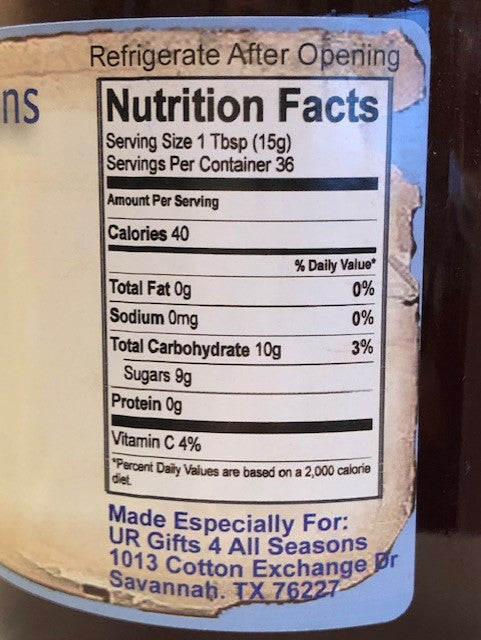 Refrigerate After Opening
ns
Nutrition Facts
Serving Size 1 Tbsp (15g)
Servings Per Container 36
Amount Per Serving
Calories 40
% Daily Value*
Total Fat 0g 0%
Sodium 0mg 0%
Total Carbohydrate 10g 3%
Sugars 9g
Protein 0g
Vitamin C 4%
*Percent Daily Values are based on a 2,000 calorie
diet.
Made Especially For:
UR Gifts 4 All Seasons
1013 Cotton Exchange Dr
Savannah, TX 76227